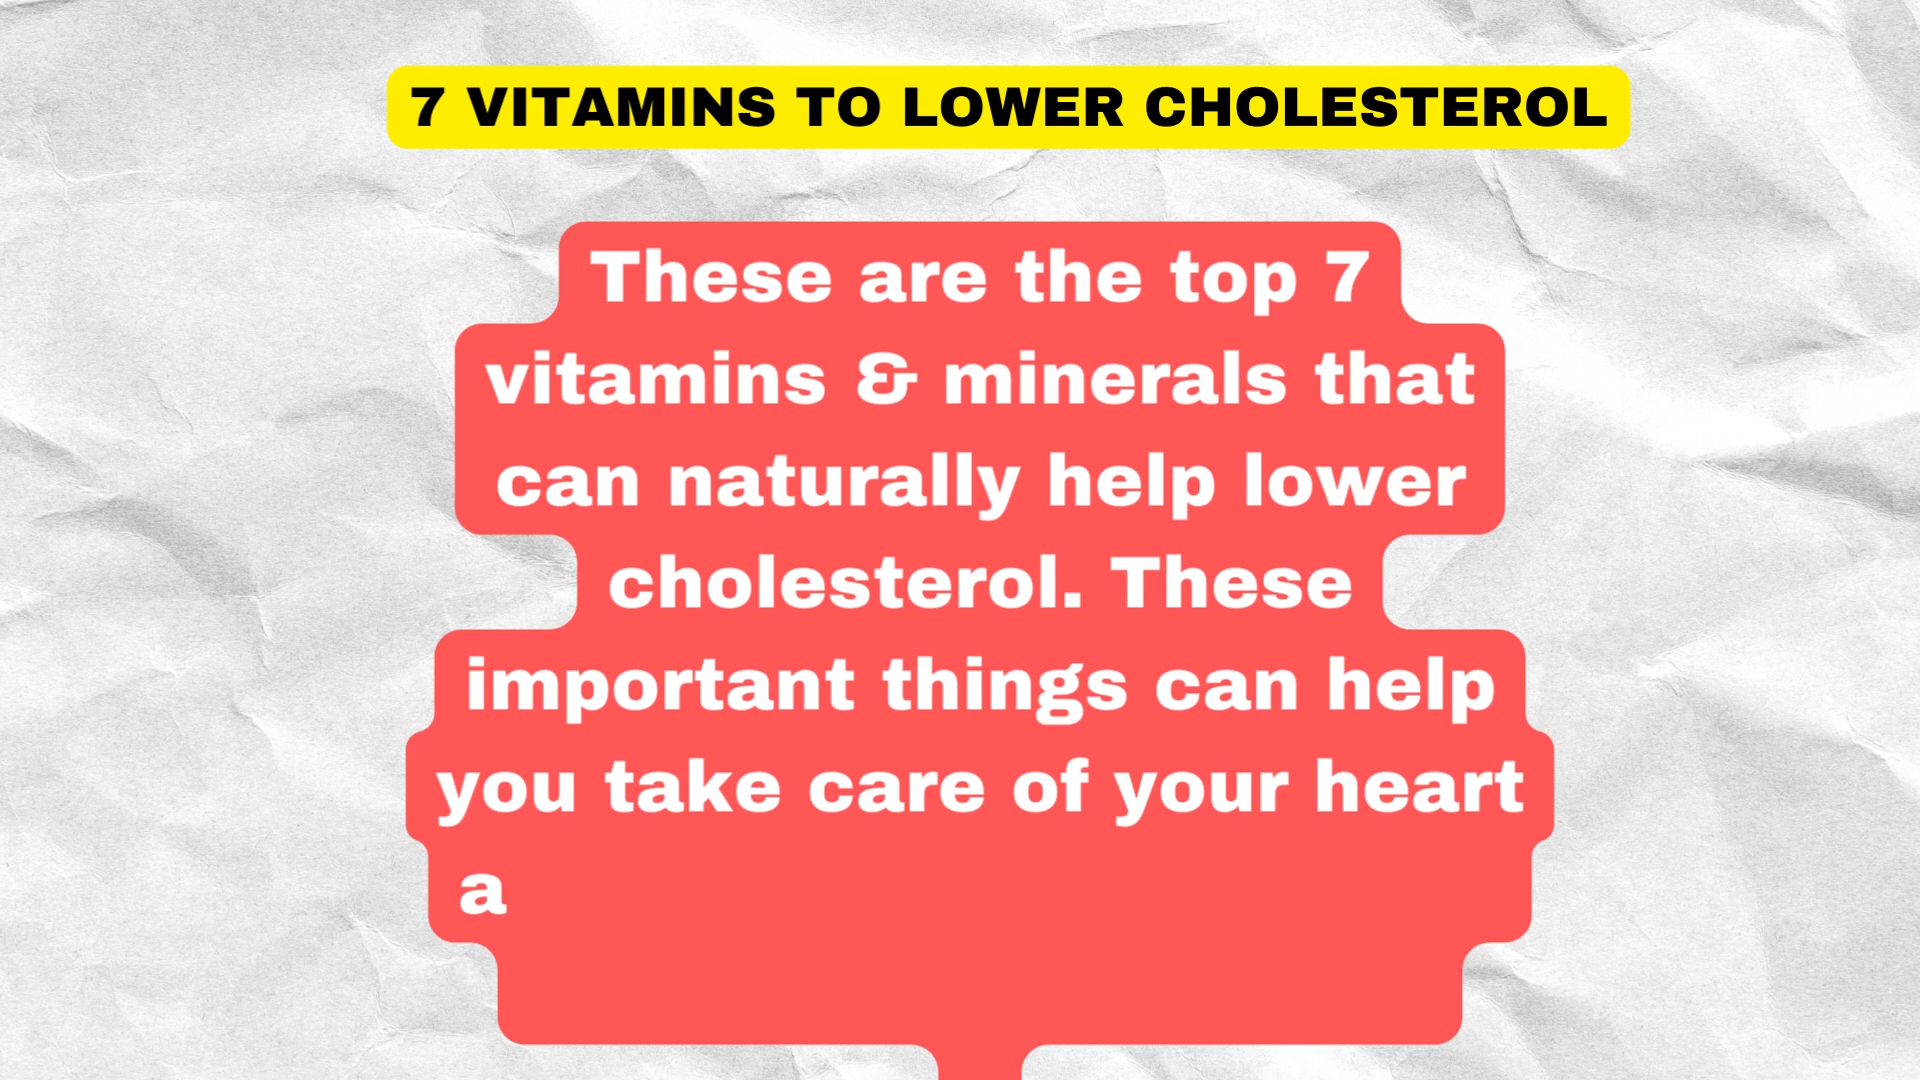 7 VITAMINS TO LOWER CHOLESTEROL
These are the top 7
vitamins & minerals that
can naturally help lower
cholesterol. These
important things can help
you take care of your heart
a